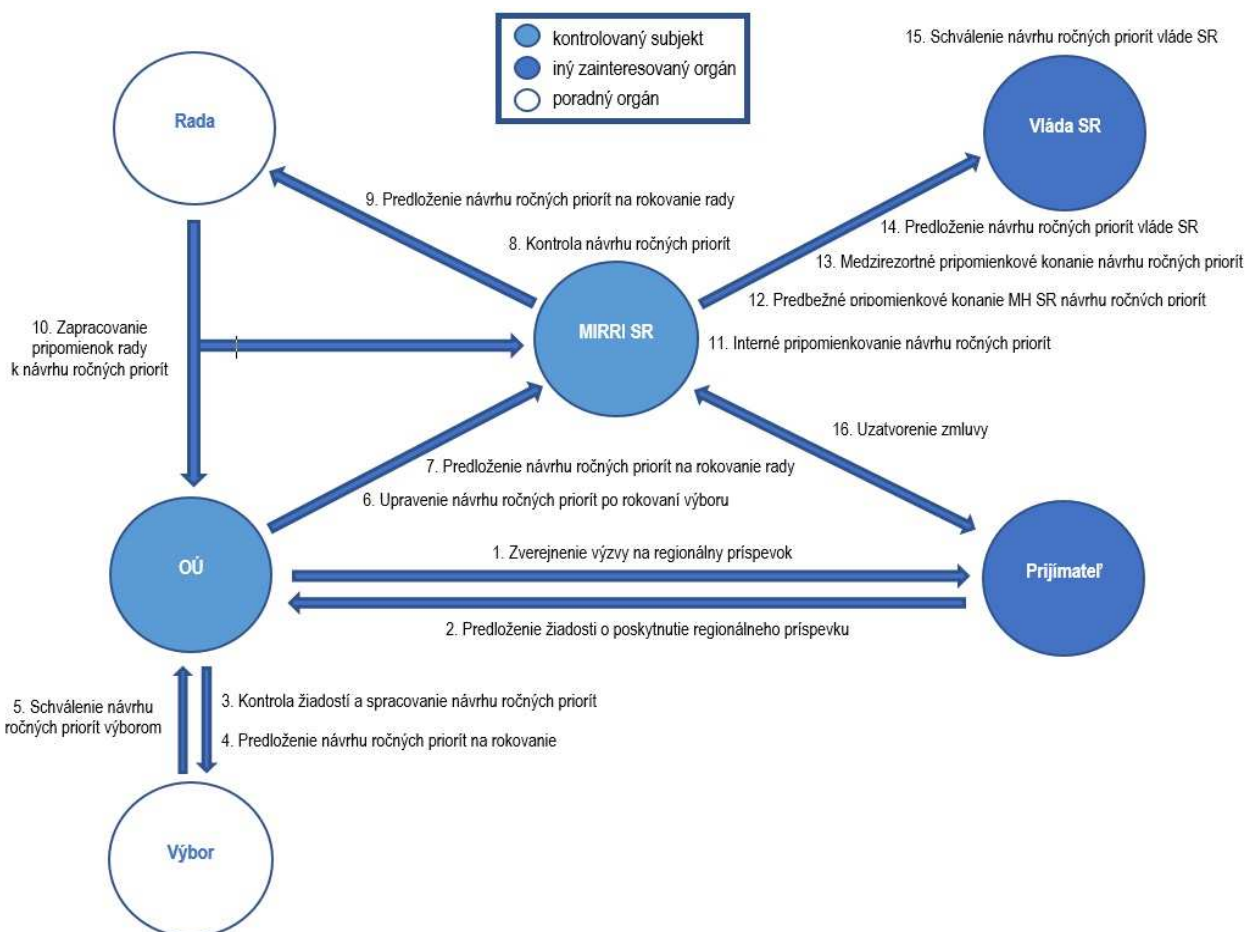 kontrolovaný subjekt
iný zainteresovaný orgán
poradný orgán
15. Schválenie návrhu ročných priorít vláde SR
Rada
Vláda SR
9. Predloženie návrhu ročných priorít na rokovanie rady
8. Kontrola návrhu ročných priorít
14. Predloženie návrhu ročných priorít vláde SR
13. Medzirezortné pripomienkové konanie návrhu ročných priorít
12. Predbežné pripomienkové konanie MH SR návrhu ročných priorít
MIRRI SR
11. Interné pripomienkovanie návrhu ročných priorít
10. Zapracovanie
pripomienok rady
k návrhu ročných priorít
16. Uzatvorenie zmluvy
7. Predloženie návrhu ročných priorít na rokovanie rady
6. Upravenie návrhu ročných priorít po rokovaní výboru
OÚ
1. Zverejnenie výzvy na regionálny príspevok
Prijímateľ
2. Predloženie žiadosti o poskytnutie regionálneho príspevku
5. Schválenie návrhu
ročných priorít výborom
3. Kontrola žiadostí a spracovanie návrhu ročných priorít
4. Predloženie návrhu ročných priorít na rokovanie
Výbor